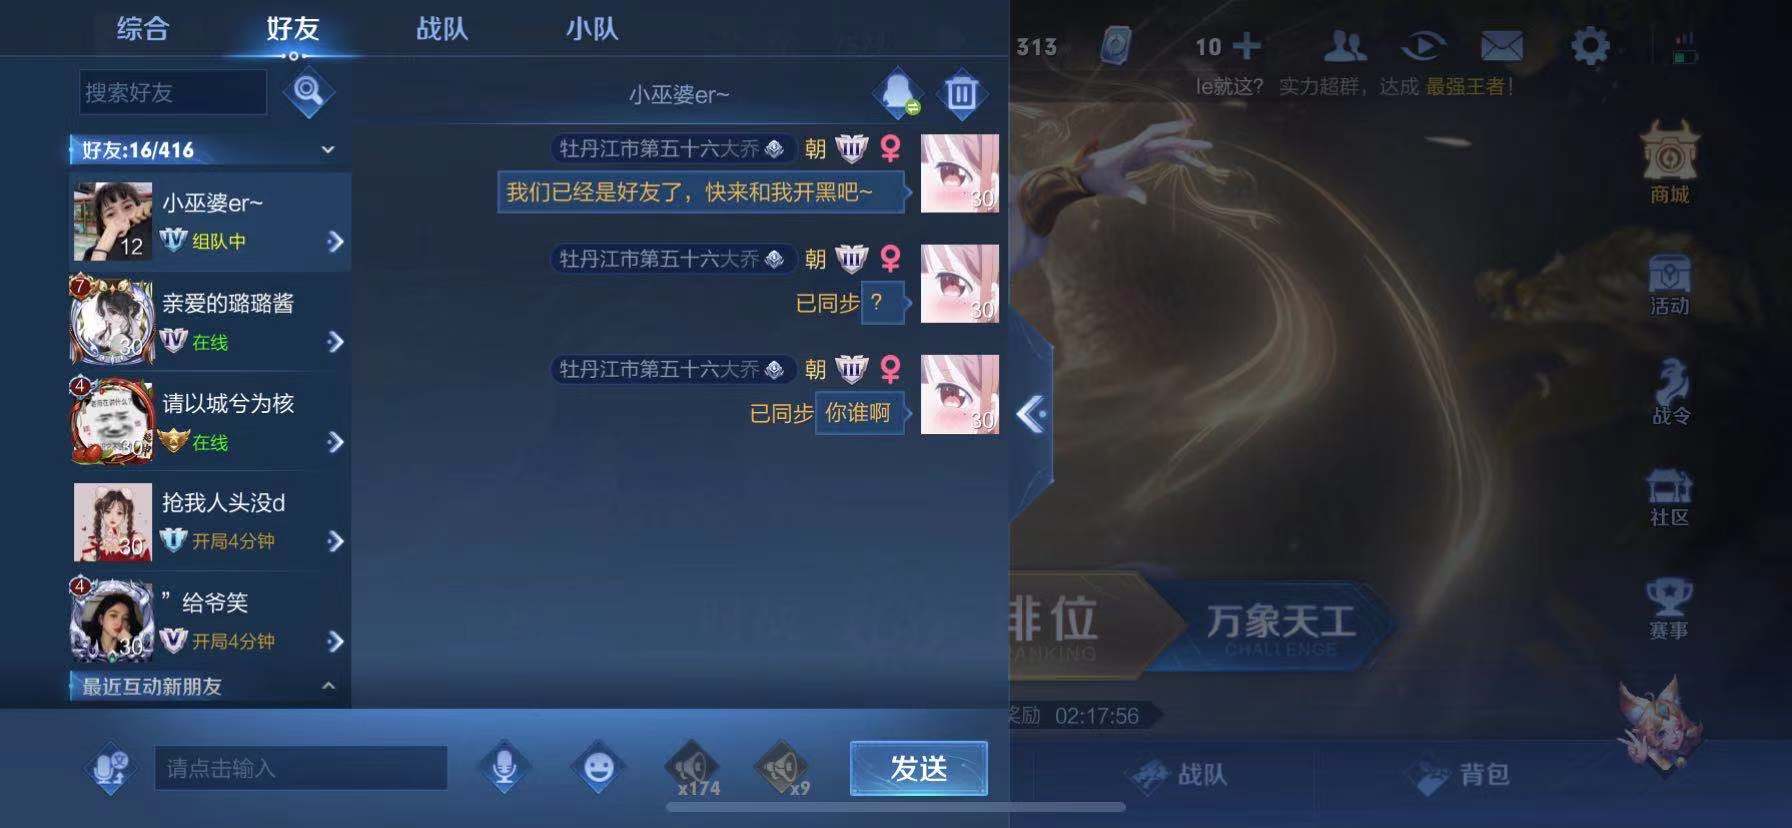 综合 好友 战队 小队
313 10
le就这? 实力超群，达成 最强王者!
搜索好友
小巫婆er~
好友:16/416
小巫婆er~
12
组队中
7
亲爱的璐璐酱
30
在线
4
请以城兮为核
30
在线
抢我人头没d
30
开局4分钟
4
”给爷笑
30
开局4分钟
最近互动新朋友
牡丹江市第五十六大乔 朝 III
我们已经是好友了，快来和我开黑吧~
30
牡丹江市第五十六大乔 朝 III
已同步 ?
30
牡丹江市第五十六大乔 朝 III
已同步 你谁啊
30
商城
活动
战令
社区
赛事
排位
RANKING
万象天工
CHALLENGE
奖励 02:17:56
请点击输入
x174
x9
发送
战队
背包